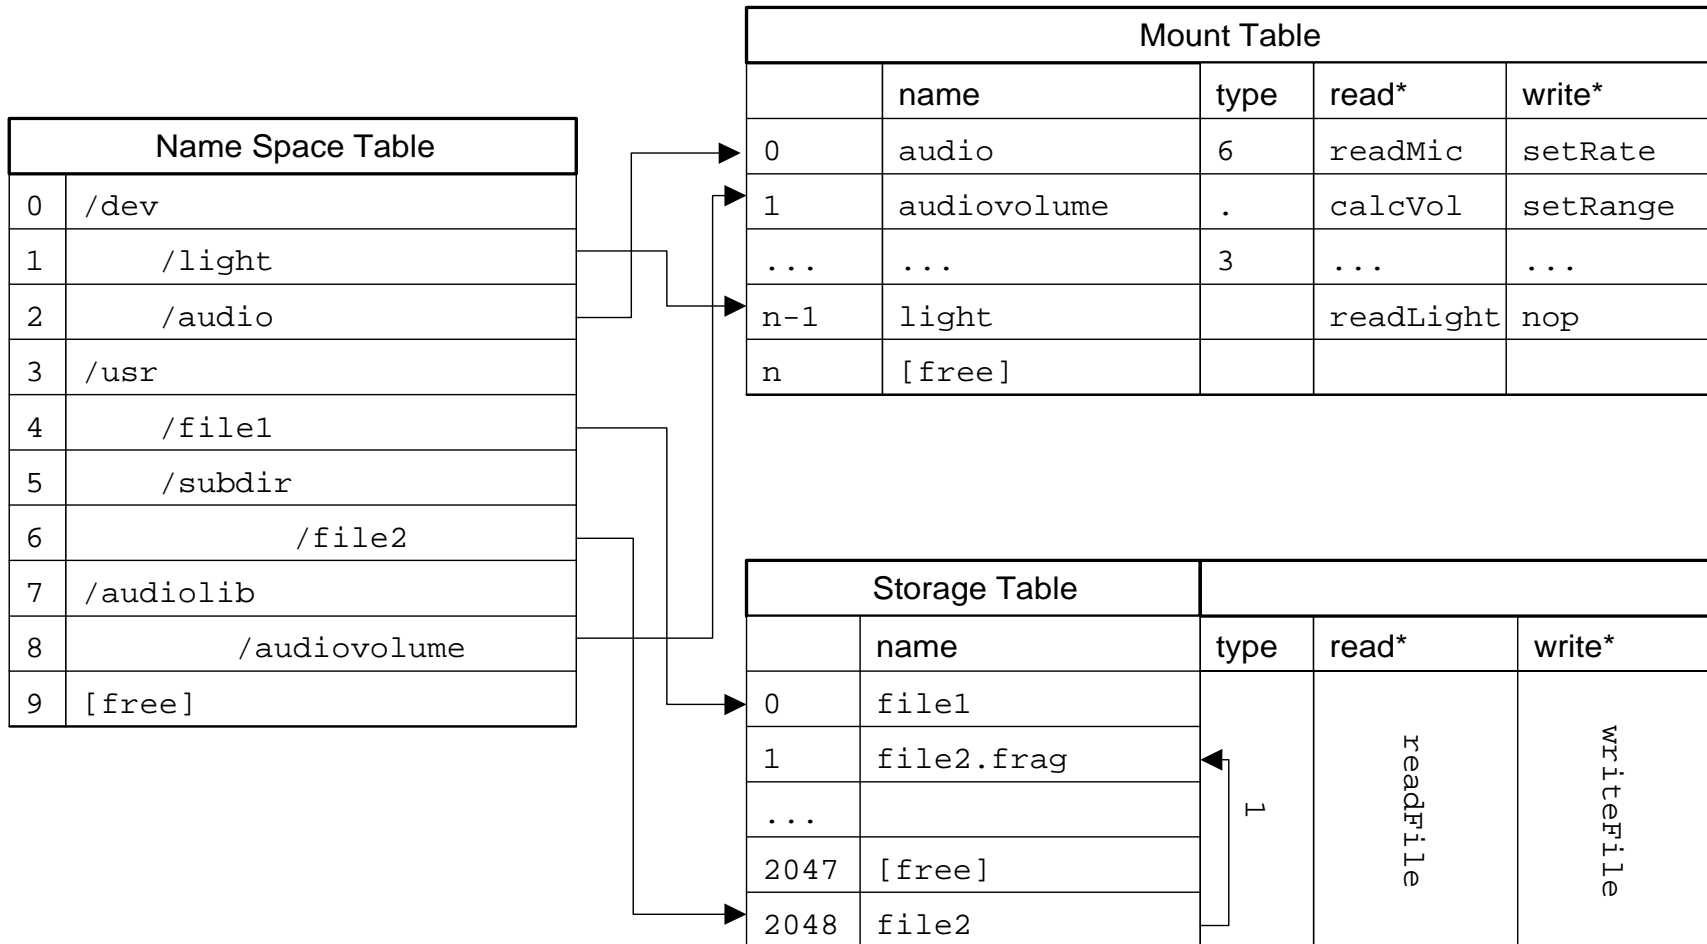 Mount Table
name type read* write*
0 audio 6 readMic setRate
1 audiovolume . calcVol setRange
... ... 3 ... ...
n-1 light readLight nop
n [free]
Name Space Table
0 /dev
1 /light
2 /audio
3 /usr
4 /file1
5 /subdir
6 /file2
7 /audiolib
8 /audiovolume
9 [free]
Storage Table
name type read* write*
0 file1
1 file2.frag
...
2047 [free]
2048 file2
1
readFile
writeFile